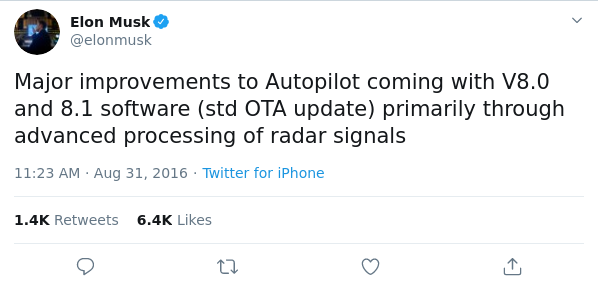 Elon Musk
@elonmusk
Major improvements to Autopilot coming with V8.0
and 8.1 software (std OTA update) primarily through
advanced processing of radar signals
11:23 AM · Aug 31, 2016 · Twitter for iPhone
1.4K Retweets 6.4K Likes